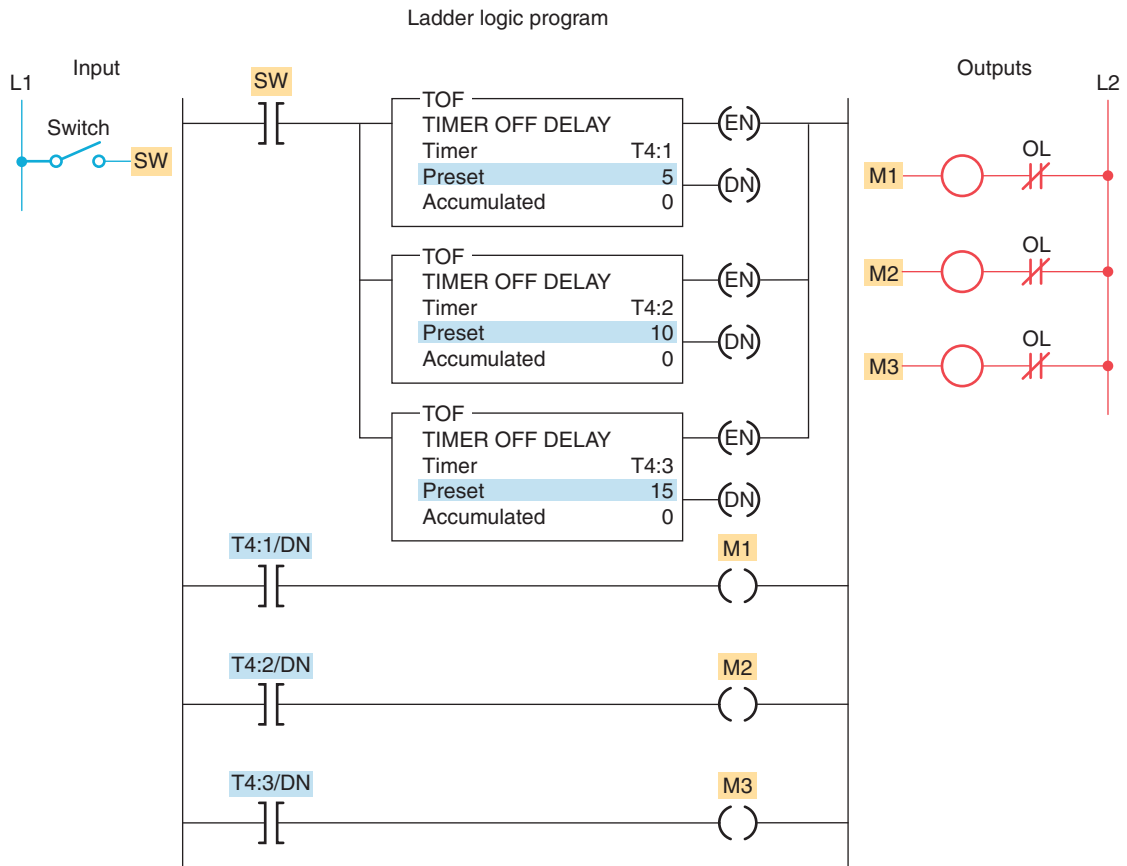 Ladder logic program
L1
Input
Switch
SW
SW
TOF
TIMER OFF DELAY
Timer T4:1
Preset 5
Accumulated 0
EN
DN
TOF
TIMER OFF DELAY
Timer T4:2
Preset 10
Accumulated 0
EN
DN
TOF
TIMER OFF DELAY
Timer T4:3
Preset 15
Accumulated 0
EN
DN
T4:1/DN
M1
T4:2/DN
M2
T4:3/DN
M3
Outputs
L2
M1
OL
M2
OL
M3
OL